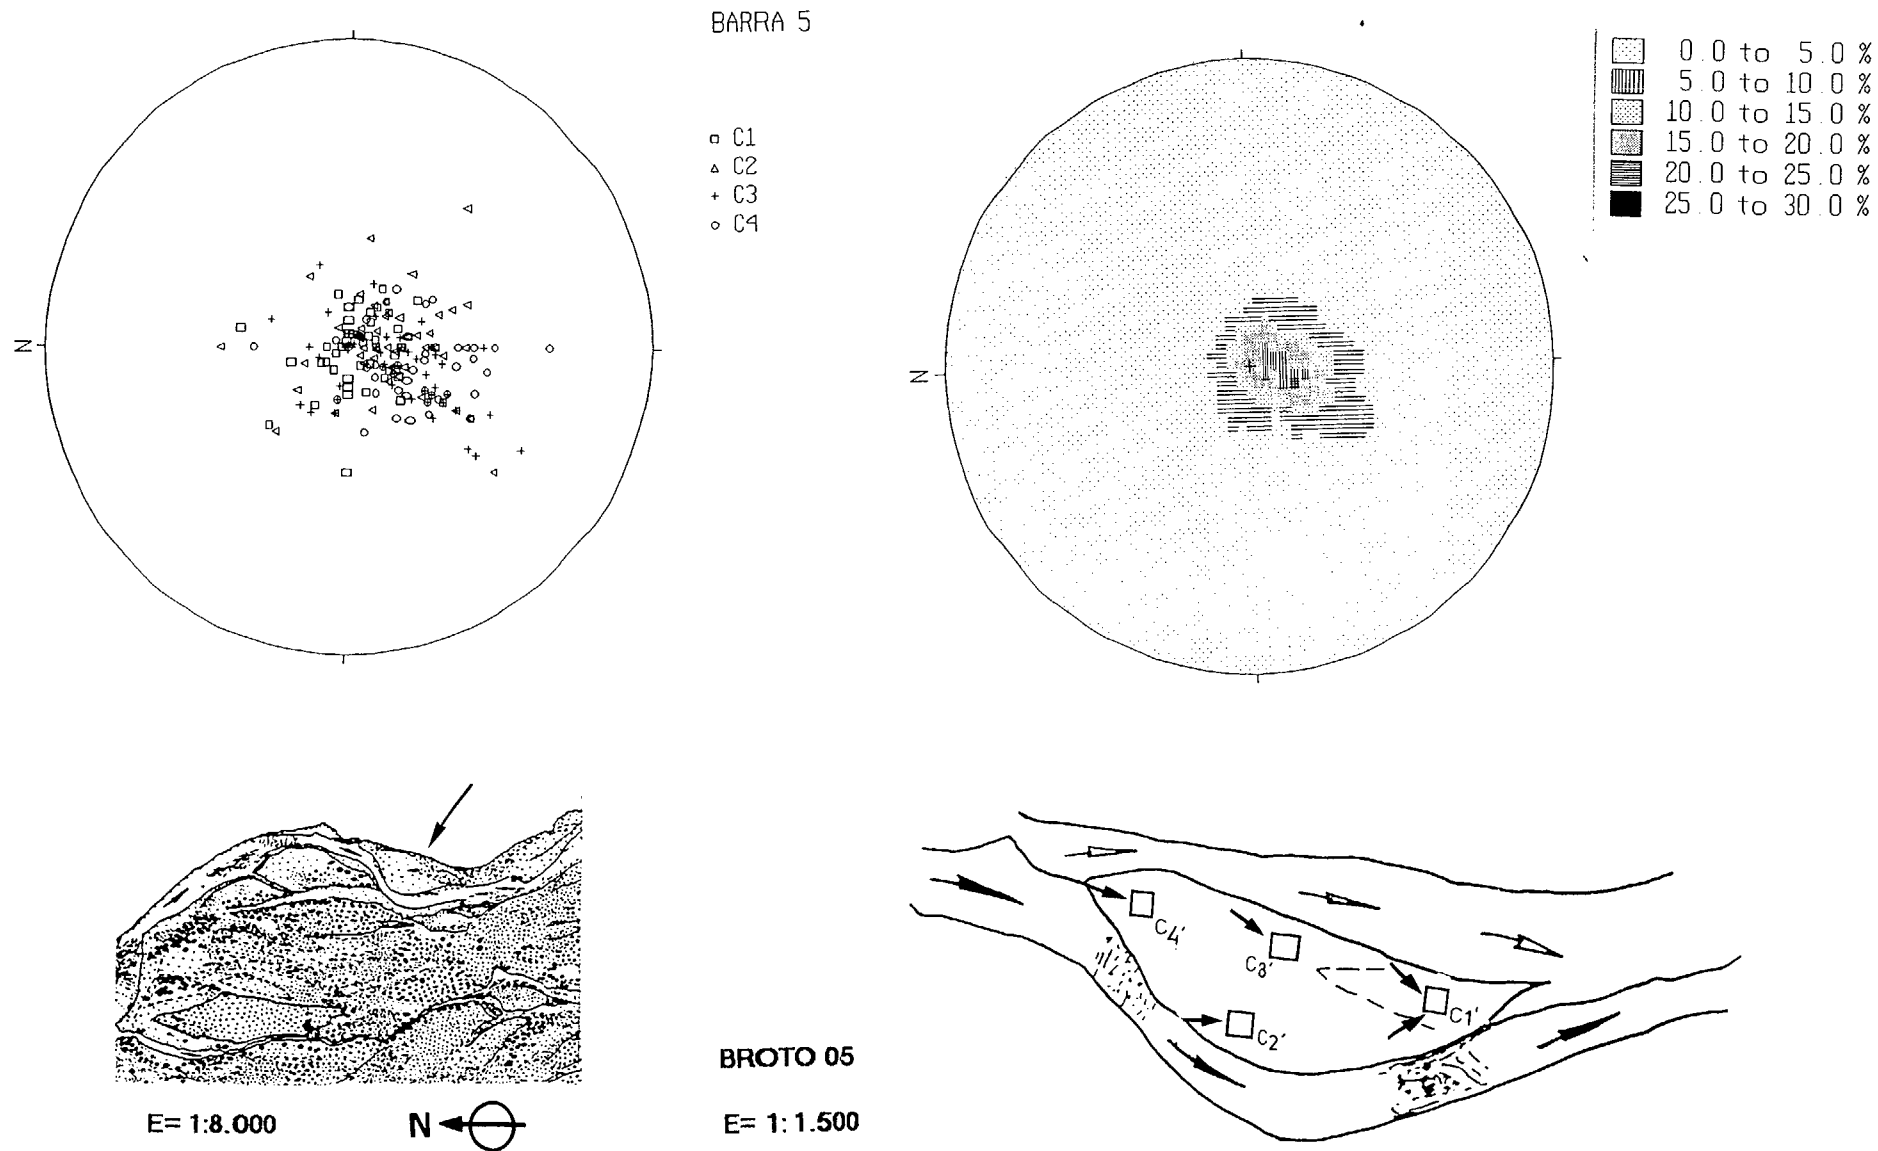 BARRA 5
N
□ C1
△ C2
+ C3
○ C4
N
0.0 to 5.0 %
5.0 to 10.0 %
10.0 to 15.0 %
15.0 to 20.0 %
20.0 to 25.0 %
25.0 to 30.0 %
C4'
C3'
C1'
C2'
BROTO 05
E= 1:8.000
N
E= 1:1.500